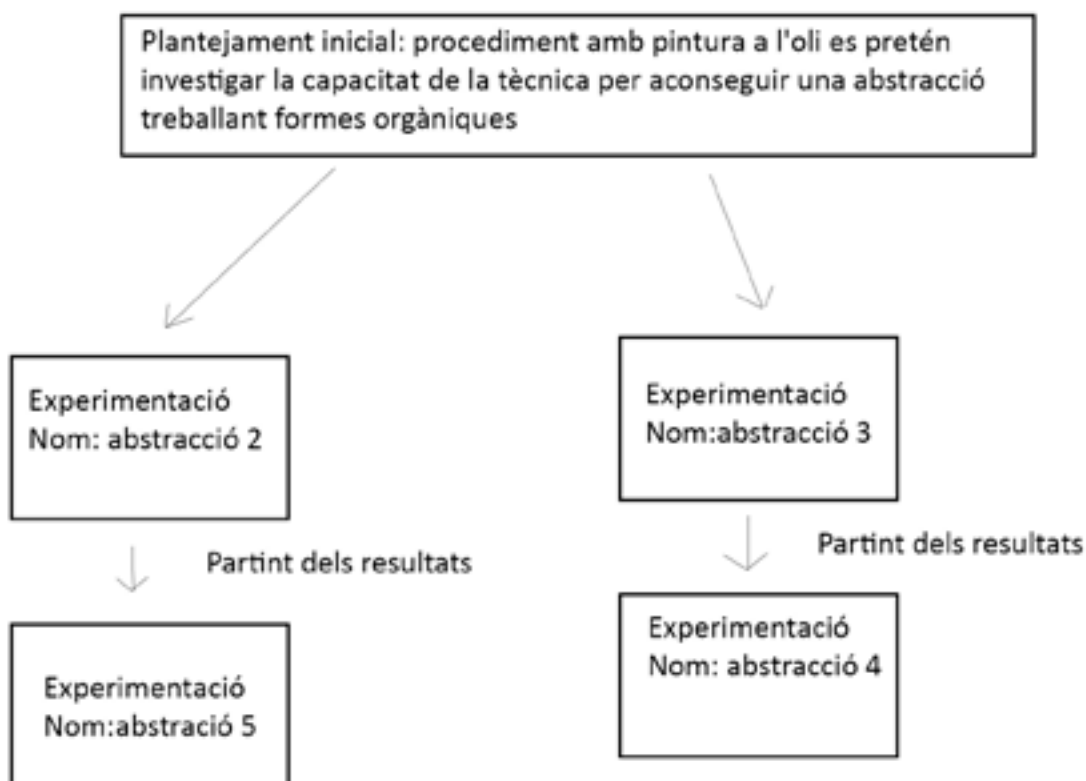 Plantejament inicial: procediment amb pintura a l'oli es pretén
investigar la capacitat de la tècnica per aconseguir una abstracció
treballant formes orgàniques
Experimentació
Nom: abstracció 2
Experimentació
Nom:abstracció 3
Partint dels resultats
Partint dels resultats
Experimentació
Nom:abstració 5
Experimentació
Nom: abstracció 4